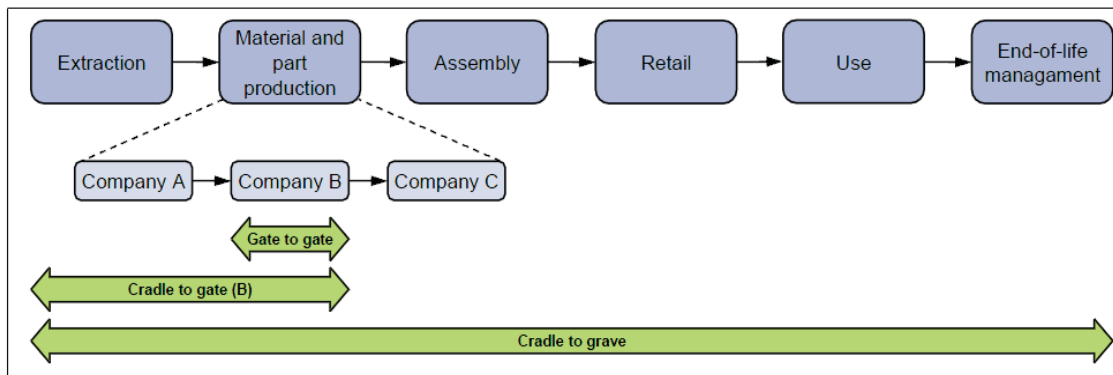 Extraction
Material and
part
production
Assembly
Retail
Use
End-of-life
managament
Company A
Company B
Company C
Gate to gate
Cradle to gate (B)
Cradle to grave